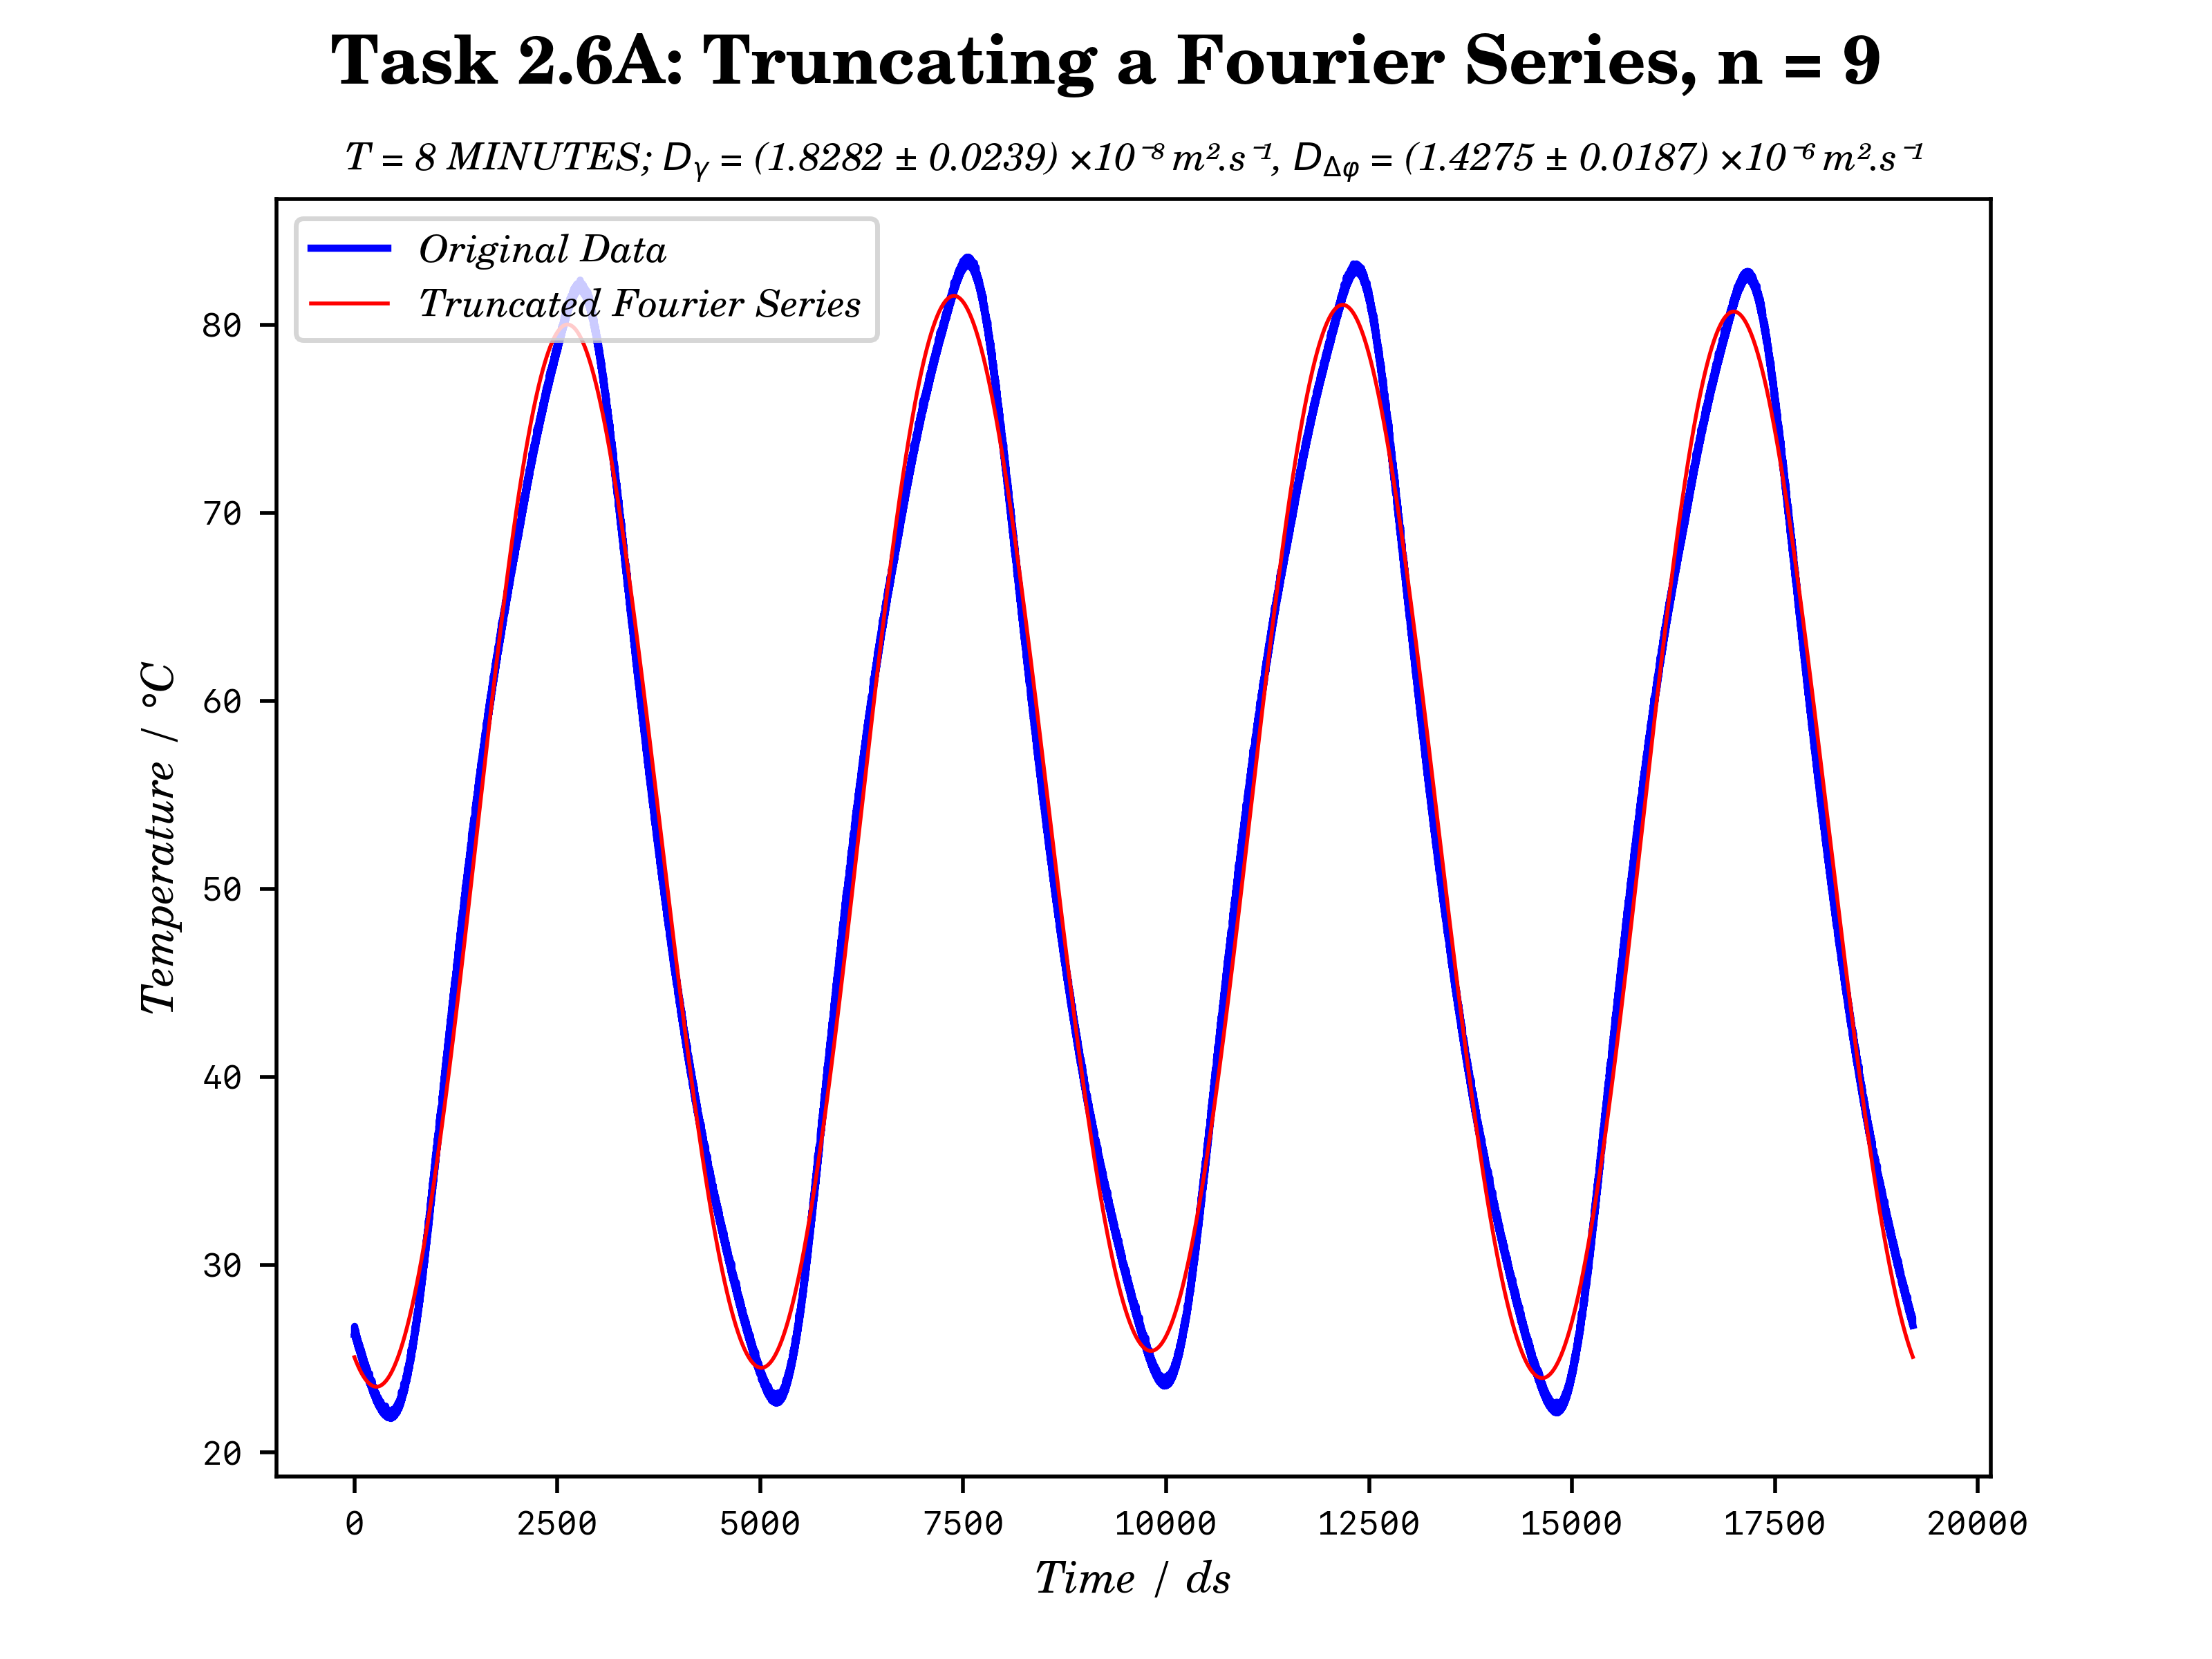 Task 2.6A: Truncating a Fourier Series, n = 9
T = 8 MINUTES; Dᵧ = (1.8282 ± 0.0239) ×10⁻⁸ m².s⁻¹, D_Δφ = (1.4275 ± 0.0187) ×10⁻⁶ m².s⁻¹
Original Data
Truncated Fourier Series
80
70
60
50
40
30
20
Temperature / °C
0 2500 5000 7500 10000 12500 15000 17500 20000
Time / ds